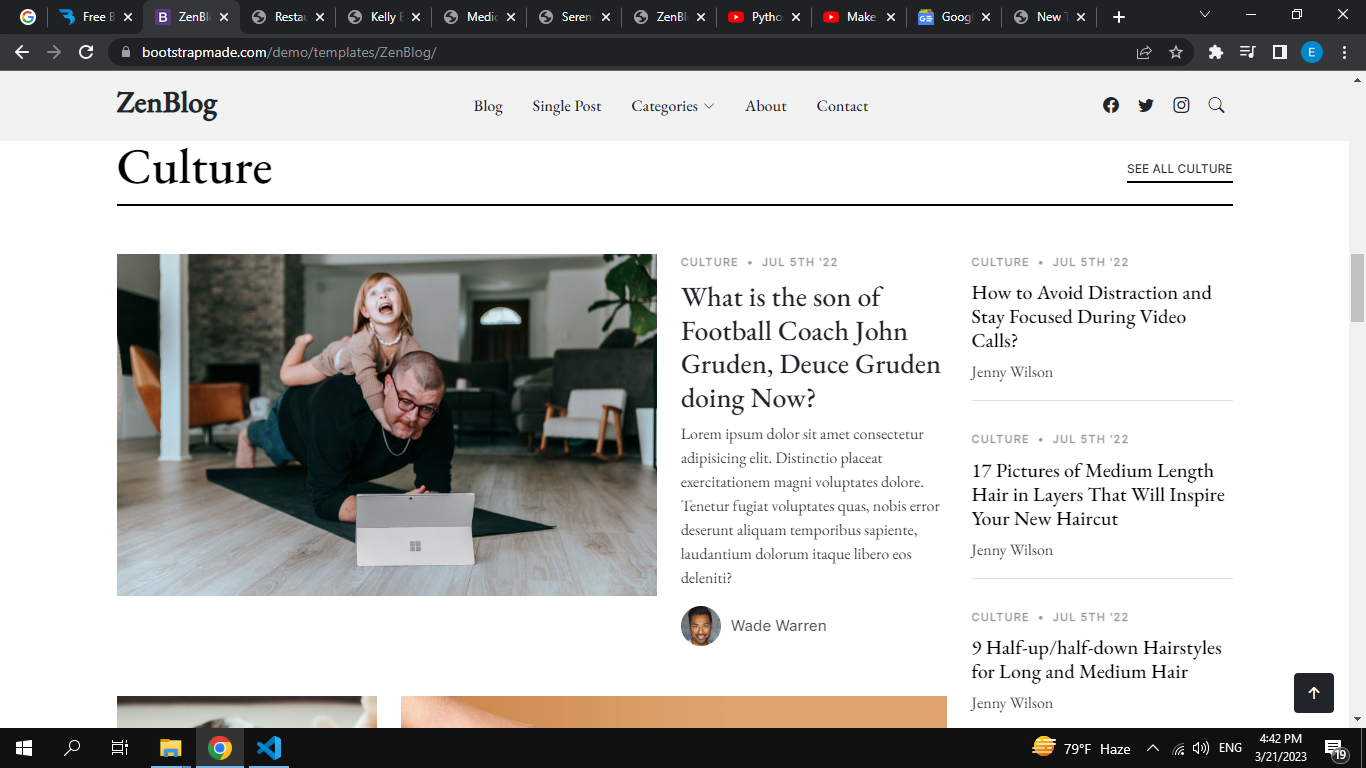 Free B
ZenBl
Restau
Kelly
Medic
Seren
ZenBl
Pytho
Make
Googl
New T
bootstrapmade.com/demo/templates/ZenBlog/
E
ZenBlog
Blog
Single Post
Categories
About
Contact
Culture
SEE ALL CULTURE
CULTURE • JUL 5TH '22
What is the son of
Football Coach John
Gruden, Deuce Gruden
doing Now?
Lorem ipsum dolor sit amet consectetur
adipisicing elit. Distinctio placeat
exercitationem magni voluptates dolore.
Tenetur fugiat voluptates quas, nobis error
deserunt aliquam temporibus sapiente,
laudantium dolorum itaque libero eos
deleniti?
Wade Warren
CULTURE • JUL 5TH '22
How to Avoid Distraction and
Stay Focused During Video
Calls?
Jenny Wilson
CULTURE • JUL 5TH '22
17 Pictures of Medium Length
Hair in Layers That Will Inspire
Your New Haircut
Jenny Wilson
CULTURE • JUL 5TH '22
9 Half-up/half-down Hairstyles
for Long and Medium Hair
Jenny Wilson
79°F Haze
ENG
4:42 PM
3/21/2023
19